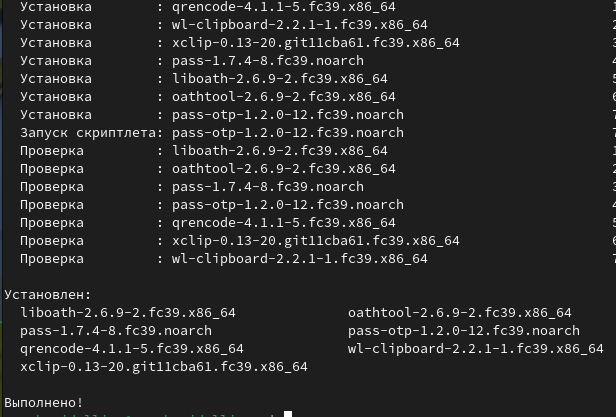 Установка : qrencode-4.1.1-5.fc39.x86_64 1
Установка : wl-clipboard-2.2.1-1.fc39.x86_64 2
Установка : xclip-0.13-20.git11cba61.fc39.x86_64 3
Установка : pass-1.7.4-8.fc39.noarch
Установка : liboath-2.6.9-2.fc39.x86_64 5
Установка : oathtool-2.6.9-2.fc39.x86_64 6
Установка : pass-otp-1.2.0-12.fc39.noarch 7
Запуск скриптлета: pass-otp-1.2.0-12.fc39.noarch 7
Проверка : liboath-2.6.9-2.fc39.x86_64 1
Проверка : oathtool-2.6.9-2.fc39.x86_64 2
Проверка : pass-1.7.4-8.fc39.noarch 3
Проверка : pass-otp-1.2.0-12.fc39.noarch 4
Проверка : qrencode-4.1.1-5.fc39.x86_64 5
Проверка : xclip-0.13-20.git11cba61.fc39.x86_64 6
Проверка : wl-clipboard-2.2.1-1.fc39.x86_64 7
Установлен:
liboath-2.6.9-2.fc39.x86_64 oathtool-2.6.9-2.fc39.x86_64
pass-1.7.4-8.fc39.noarch pass-otp-1.2.0-12.fc39.noarch
qrencode-4.1.1-5.fc39.x86_64 wl-clipboard-2.2.1-1.fc39.x86_64
xclip-0.13-20.git11cba61.fc39.x86_64
Выполнено!